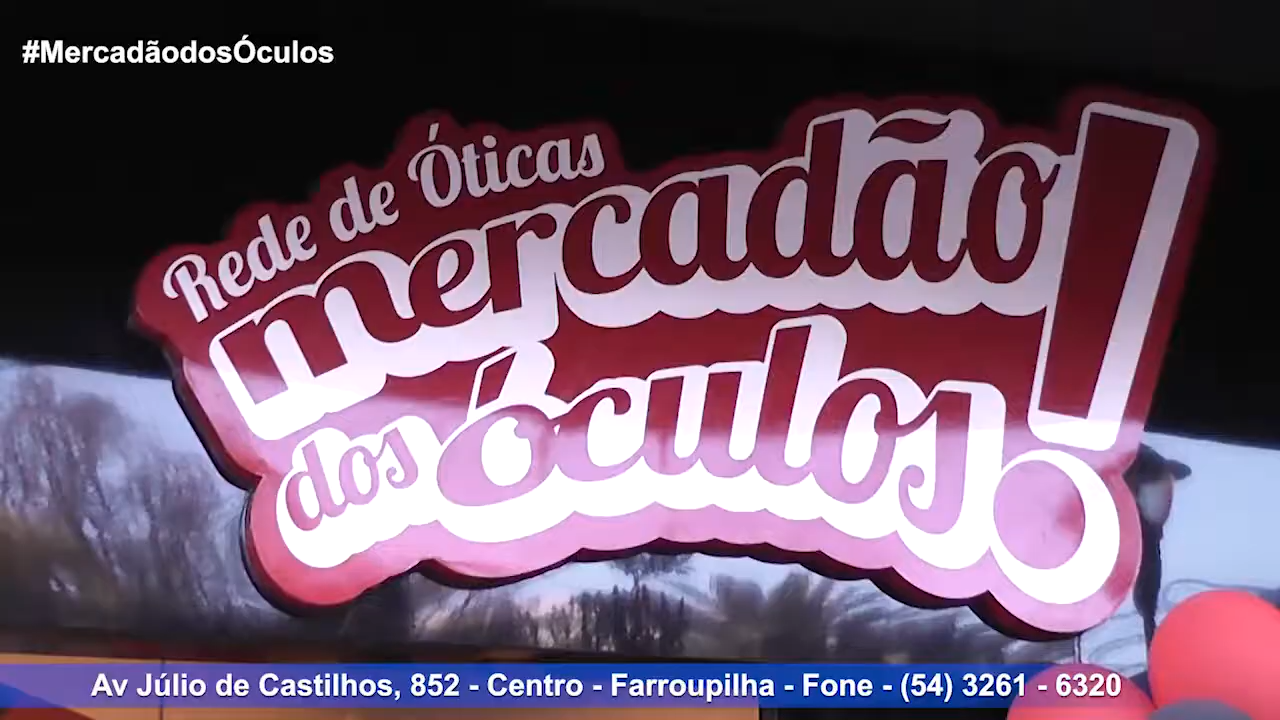 #MercadãodosÓculos
Rede de Óticas
mercadão!
dos óculos
Av Júlio de Castilhos, 852 - Centro - Farroupilha - Fone - (54) 3261 - 6320